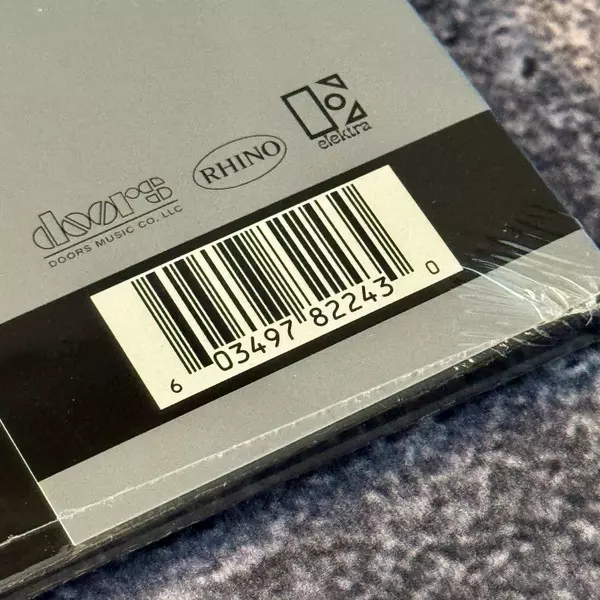 elektra
RHINO
doors
DOORS MUSIC CO. LLC
6 03497 82243 0